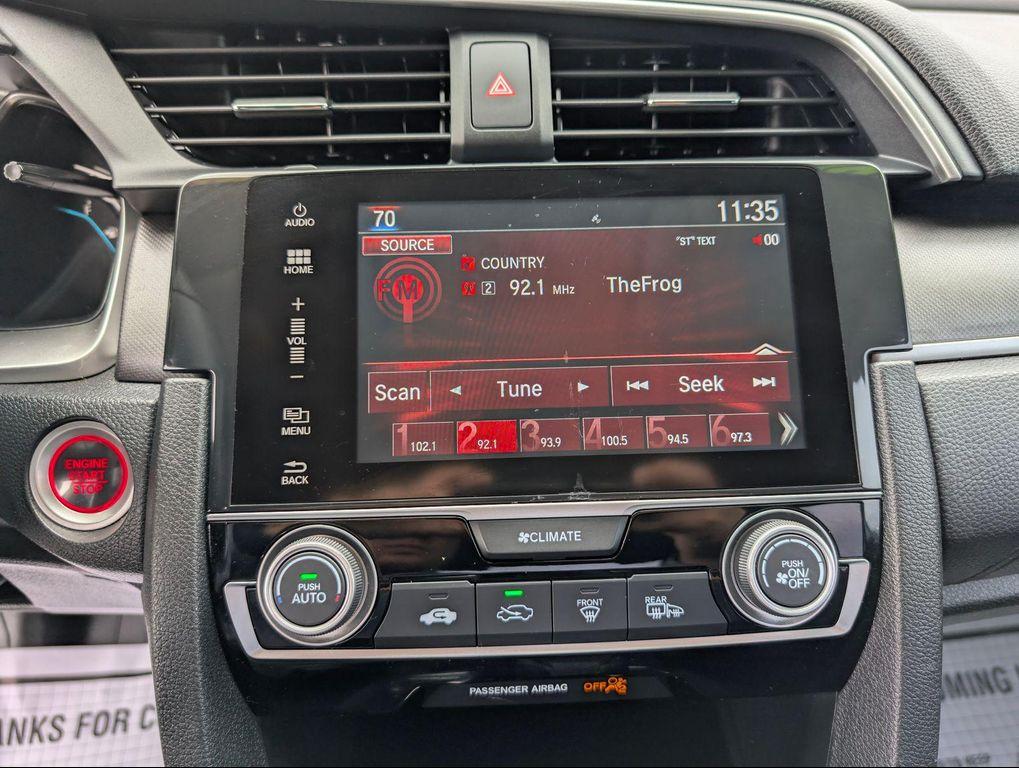 AUDIO
HOME
+
VOL
−
MENU
BACK
70
11:35
SOURCE
"ST" TEXT
00
COUNTRY
FM
2 92.1 MHz
TheFrog
Scan
Tune
Seek
1 102.1
2 92.1
3 93.9
4 100.5
5 94.5
6 97.3
ENGINE
START
STOP
CLIMATE
PUSH
AUTO
FRONT
REAR
PUSH
ON/
OFF
PASSENGER AIRBAG OFF
ANKS FOR C
MING